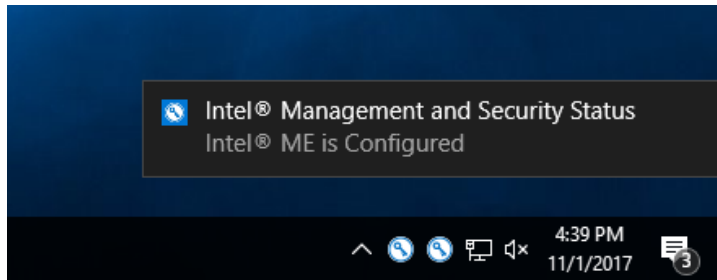 Intel® Management and Security Status
Intel® ME is Configured
4:39 PM
11/1/2017
3